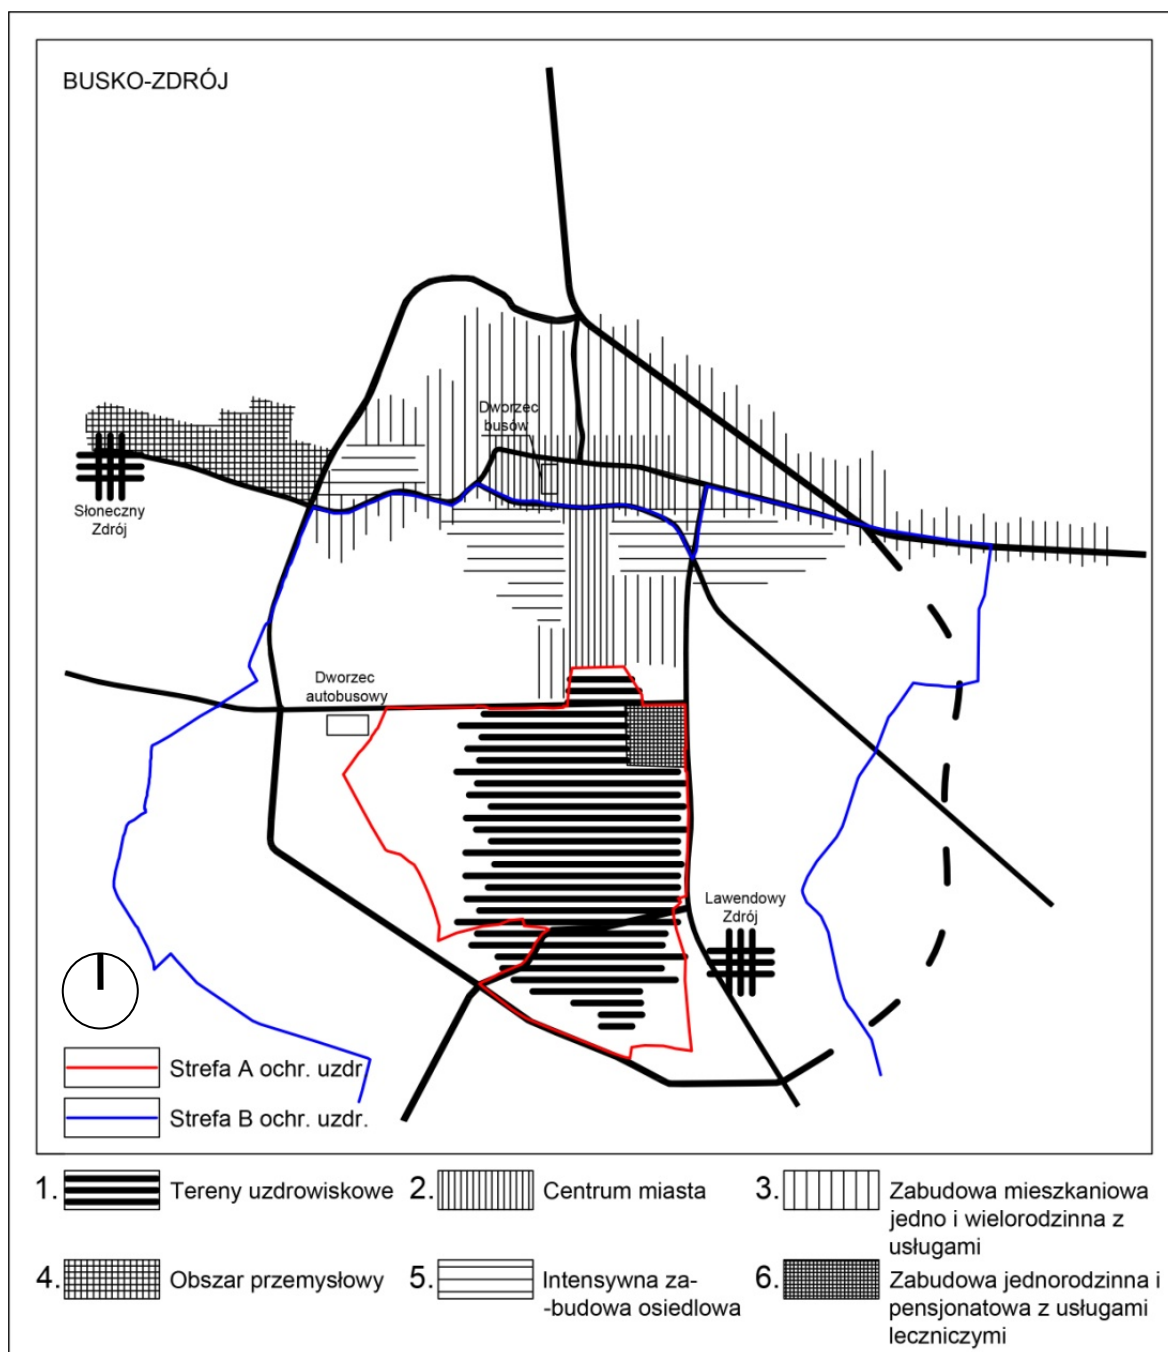 BUSKO-ZDRÓJ
Dworzec
busów
Słoneczny
Zdrój
Dworzec
autobusowy
Lawendowy
Zdrój
Strefa A ochr. uzdr.
Strefa B ochr. uzdr.
1. Tereny uzdrowiskowe
2. Centrum miasta
3. Zabudowa mieszkaniowa
jedno i wielorodzinna z
usługami
4. Obszar przemysłowy
5. Intensywna za-
-budowa osiedlowa
6. Zabudowa jednorodzinna i
pensjonatowa z usługami
leczniczymi